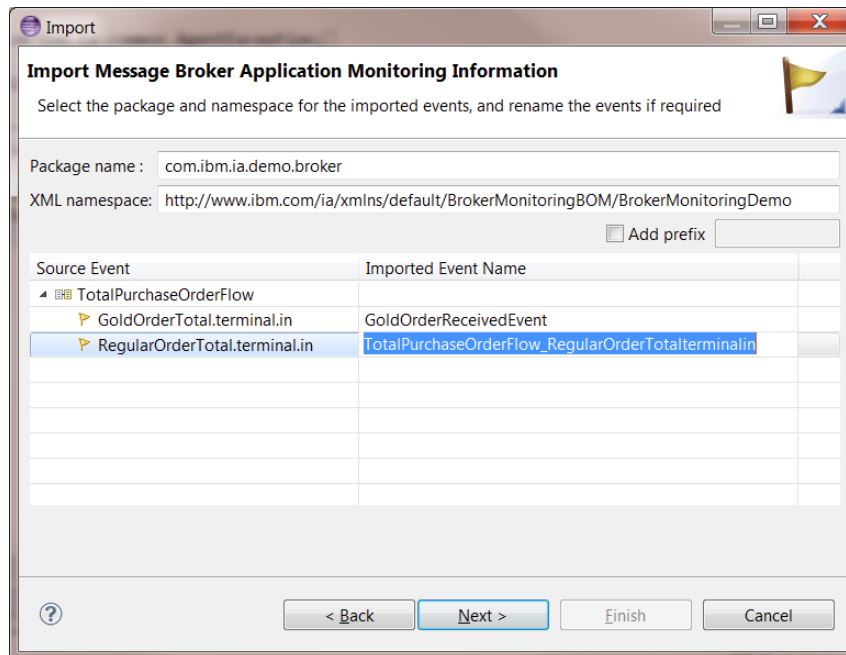 Import
Import Message Broker Application Monitoring Information
Select the package and namespace for the imported events, and rename the events if required
Package name : com.ibm.ia.demo.broker
XML namespace: http://www.ibm.com/ia/xmlns/default/BrokerMonitoringBOM/BrokerMonitoringDemo
Add prefix
Source Event Imported Event Name
TotalPurchaseOrderFlow
GoldOrderTotal.terminal.in GoldOrderReceivedEvent
RegularOrderTotal.terminal.in TotalPurchaseOrderFlow_RegularOrderTotalterminalin
? < Back Next > Finish Cancel